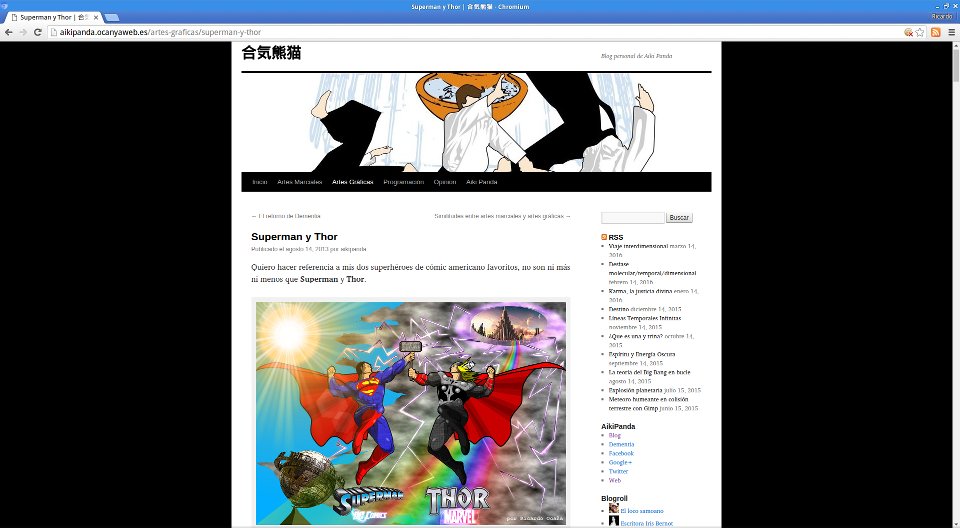 Superman y Thor | 合気熊猫 - Chromium
Superman y Thor | 合気
Ricardo
aikipanda.ocanyaweb.es/artes-graficas/superman-y-thor
合気熊猫
Blog personal de Aiki Panda
Inicio Artes Marciales Artes Gráficas Programación Opinion Aiki Panda
← El retorno de Dementia
Similitudes entre artes marciales y artes gráficas →
Superman y Thor
Publicado el agosto 14, 2013 por aikipanda
Quiero hacer referencia a mis dos superhéroes de cómic americano favoritos, no son ni más
ni menos que Superman y Thor.
SUPERMAN
DC COMICS
THOR
MARVEL
por Ricardo Ocaña
Buscar
RSS
Viaje interdimensional marzo 14,
2016
Desfase
molecular/temporal/dimensional
febrero 14, 2016
Karma, la justicia divina enero 14,
2016
Destino diciembre 14, 2015
Líneas Temporales Infinitas
noviembre 14, 2015
¿Que es una y trina? octubre 14,
2015
Espíritu y Energía Oscura
septiembre 14, 2015
La teoría del Big Bang en bucle
agosto 14, 2015
Explosión planetaria julio 15, 2015
Meteoro humeante en colisión
terrestre con Gimp junio 15, 2015
AikiPanda
Blog
Dementia
Facebook
Google+
Twitter
Web
Blogroll
El loco samoano
Escritora Iris Bernot